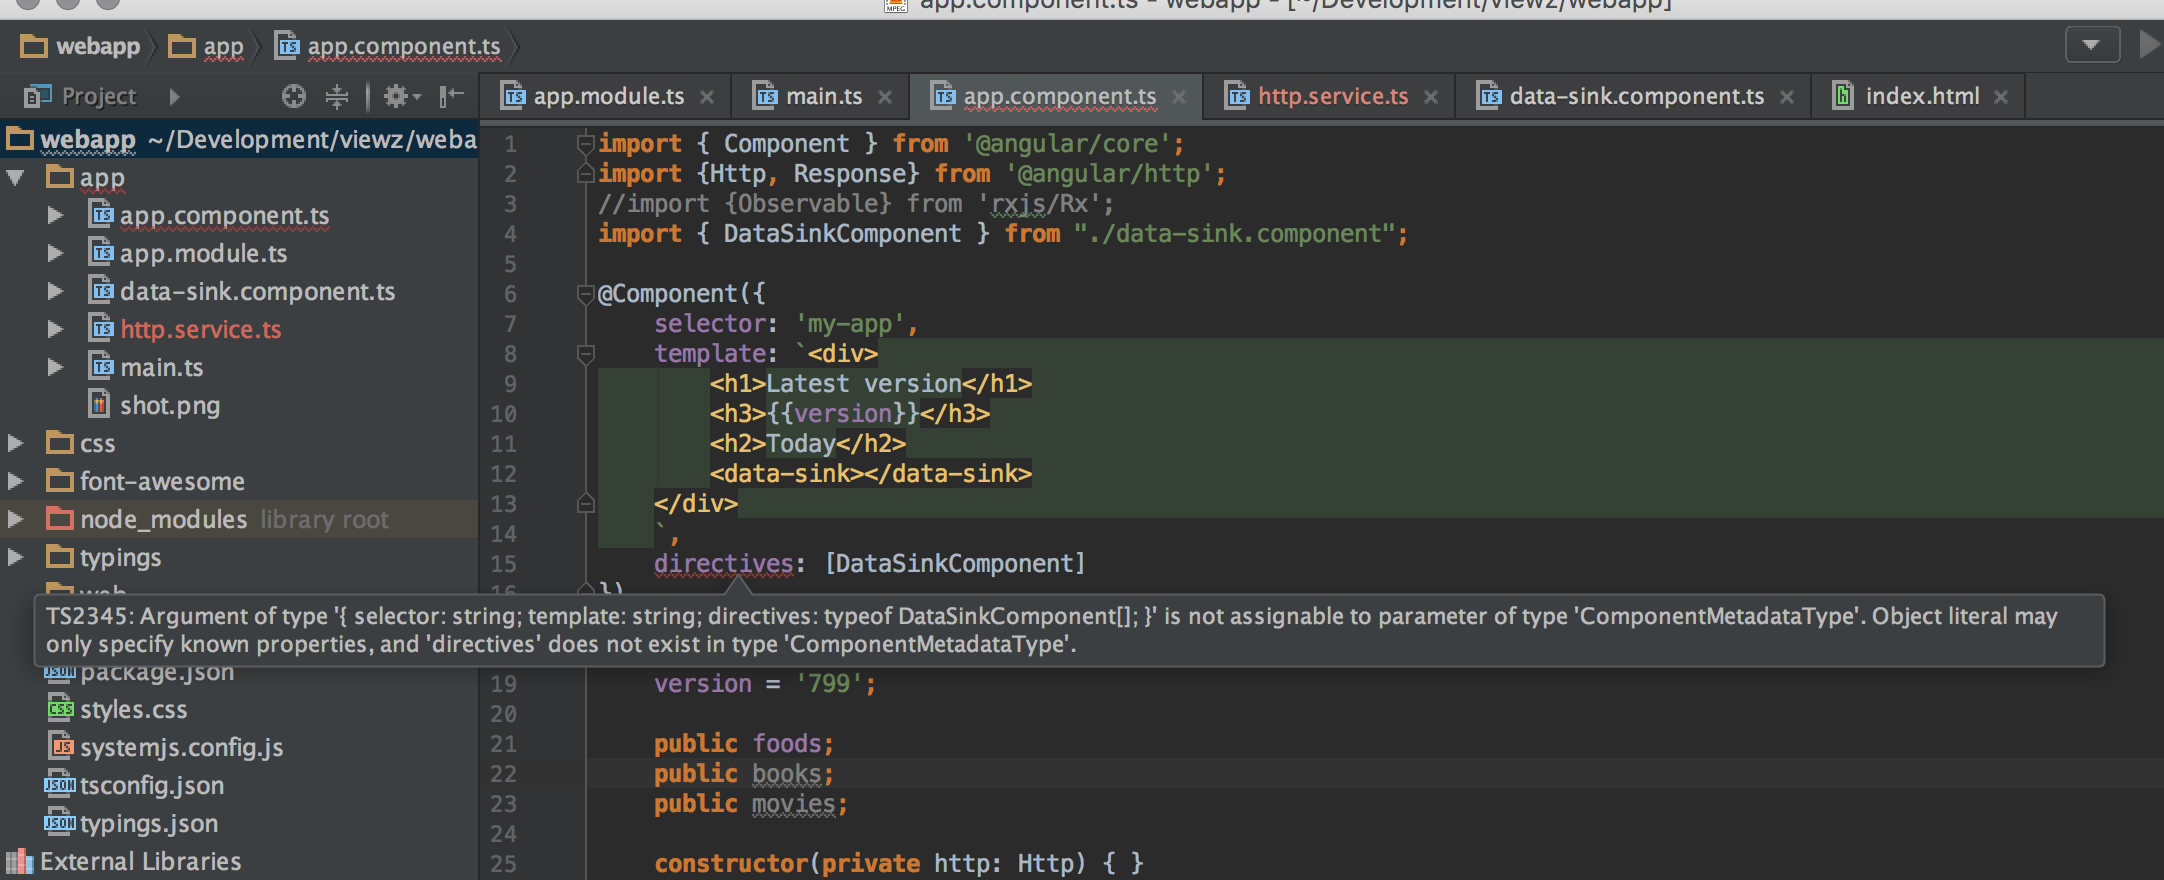 app.component.ts - webapp - [~/Development/viewz/webapp]
webapp app app.component.ts
Project
app.module.ts main.ts app.component.ts http.service.ts data-sink.component.ts index.html
webapp ~/Development/viewz/weba
app
app.component.ts
app.module.ts
data-sink.component.ts
http.service.ts
main.ts
shot.png
css
font-awesome
node_modules library root
typings
web
package.json
styles.css
systemjs.config.js
tsconfig.json
typings.json
External Libraries
1 import { Component } from '@angular/core';
2 import {Http, Response} from '@angular/http';
3 //import {Observable} from 'rxjs/Rx';
4 import { DataSinkComponent } from "./data-sink.component";
5
6 @Component({
7 selector: 'my-app',
8 template: `<div>
9 <h1>Latest version</h1>
10 <h3>{{version}}</h3>
11 <h2>Today</h2>
12 <data-sink></data-sink>
13 </div>
14 `,
15 directives: [DataSinkComponent]
16 })
TS2345: Argument of type '{ selector: string; template: string; directives: typeof DataSinkComponent[]; }' is not assignable to parameter of type 'ComponentMetadataType'. Object literal may
only specify known properties, and 'directives' does not exist in type 'ComponentMetadataType'.
19 version = '799';
20
21 public foods;
22 public books;
23 public movies;
24
25 constructor(private http: Http) { }